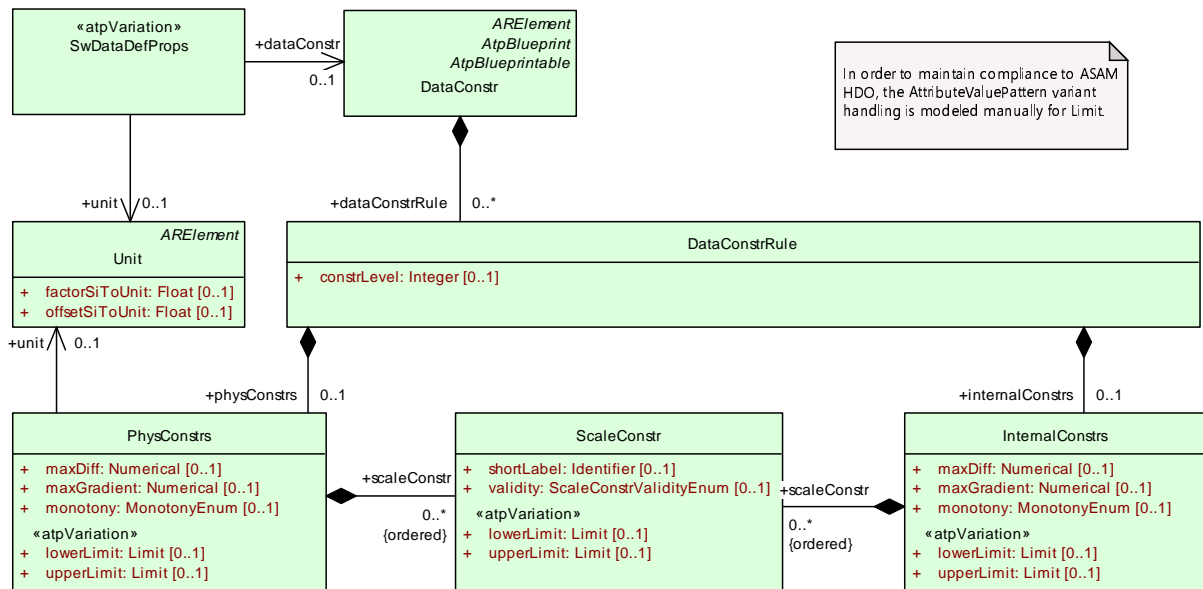 «atpVariation»
SwDataDefProps
+dataConstr
0..1
ARElement
AtpBlueprint
AtpBlueprintable
DataConstr
In order to maintain compliance to ASAM
HDO, the AttributeValuePattern variant
handling is modeled manually for Limit.
+unit
0..1
+dataConstrRule
0..*
ARElement
Unit
+ factorSiToUnit: Float [0..1]
+ offsetSiToUnit: Float [0..1]
DataConstrRule
+ constrLevel: Integer [0..1]
+unit
0..1
+physConstrs
0..1
+internalConstrs
0..1
PhysConstrs
+ maxDiff: Numerical [0..1]
+ maxGradient: Numerical [0..1]
+ monotony: MonotonyEnum [0..1]
«atpVariation»
+ lowerLimit: Limit [0..1]
+ upperLimit: Limit [0..1]
+scaleConstr
0..*
{ordered}
ScaleConstr
+ shortLabel: Identifier [0..1]
+ validity: ScaleConstrValidityEnum [0..1]
«atpVariation»
+ lowerLimit: Limit [0..1]
+ upperLimit: Limit [0..1]
+scaleConstr
0..*
{ordered}
InternalConstrs
+ maxDiff: Numerical [0..1]
+ maxGradient: Numerical [0..1]
+ monotony: MonotonyEnum [0..1]
«atpVariation»
+ lowerLimit: Limit [0..1]
+ upperLimit: Limit [0..1]